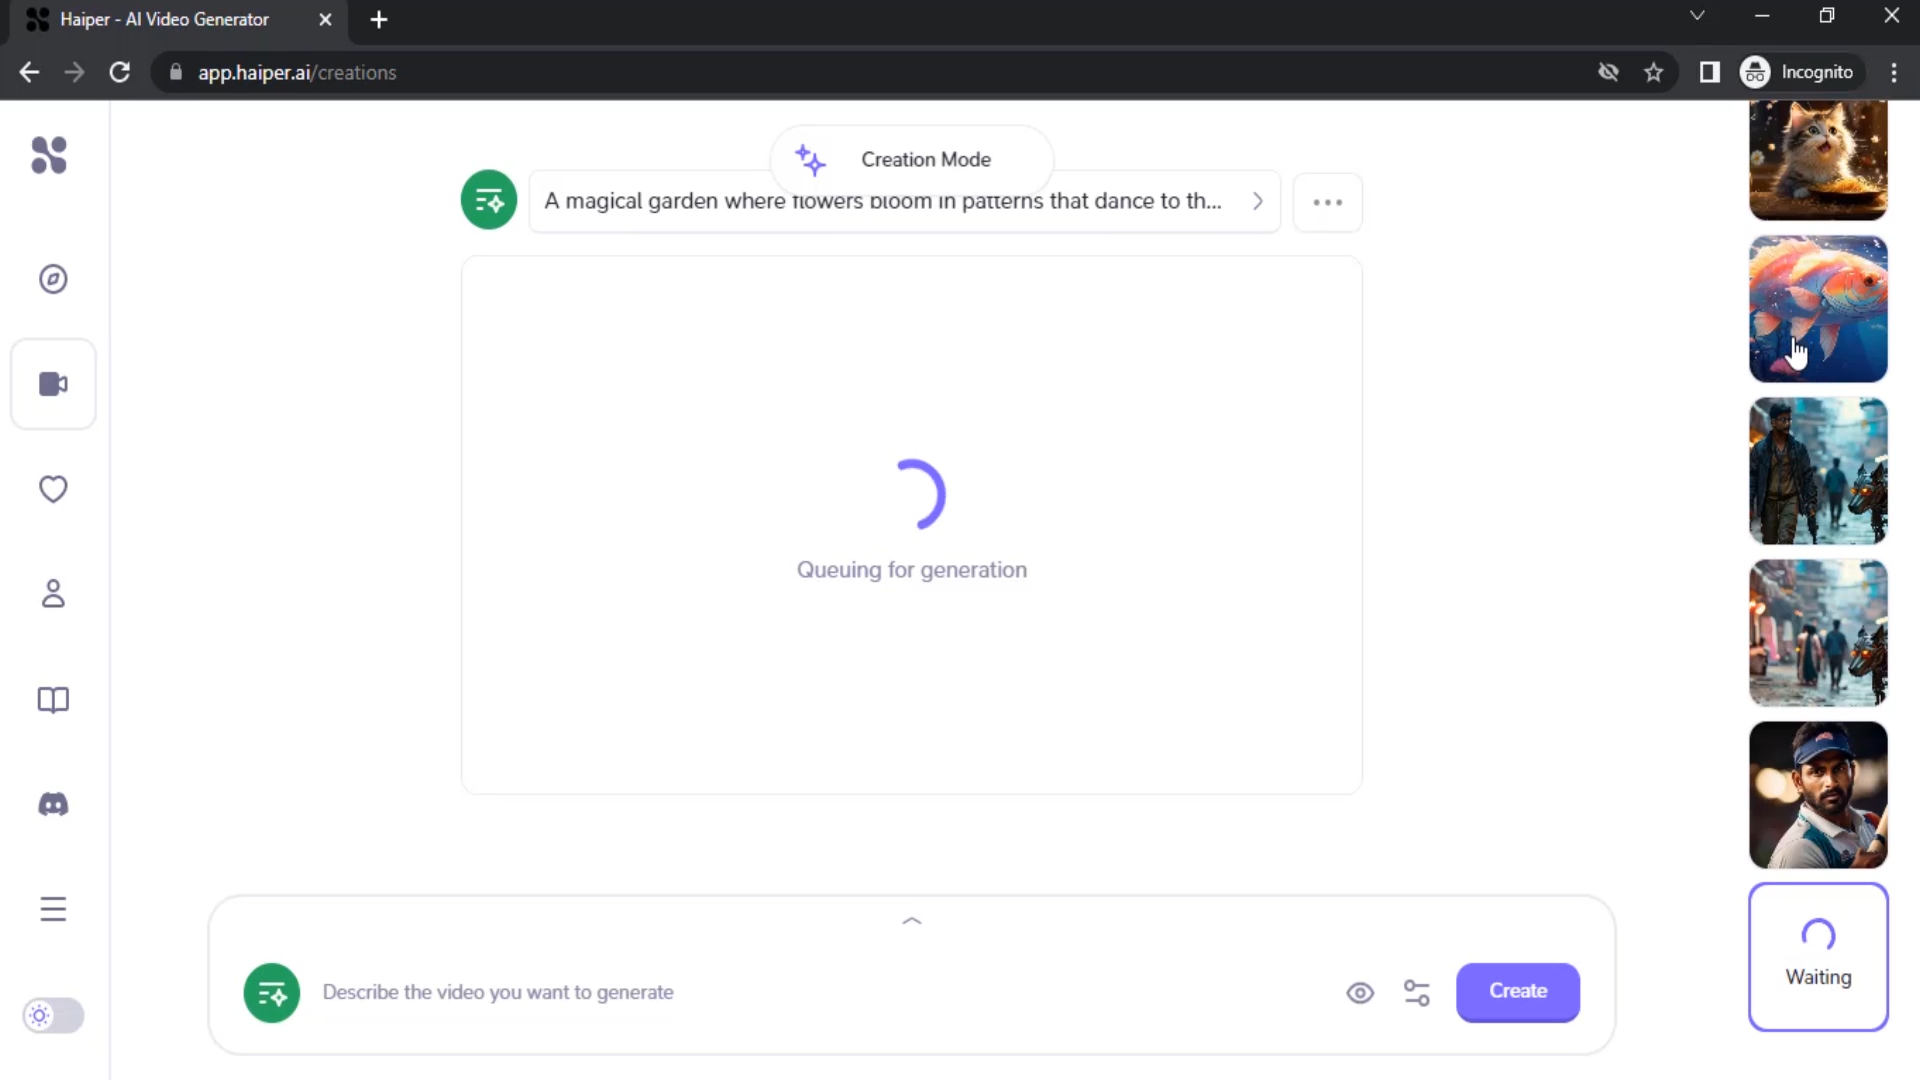 Haiper - AI Video Generator
app.haiper.ai/creations
Incognito
Creation Mode
A magical garden where flowers bloom in patterns that dance to th...
Queuing for generation
Describe the video you want to generate
Create
Waiting